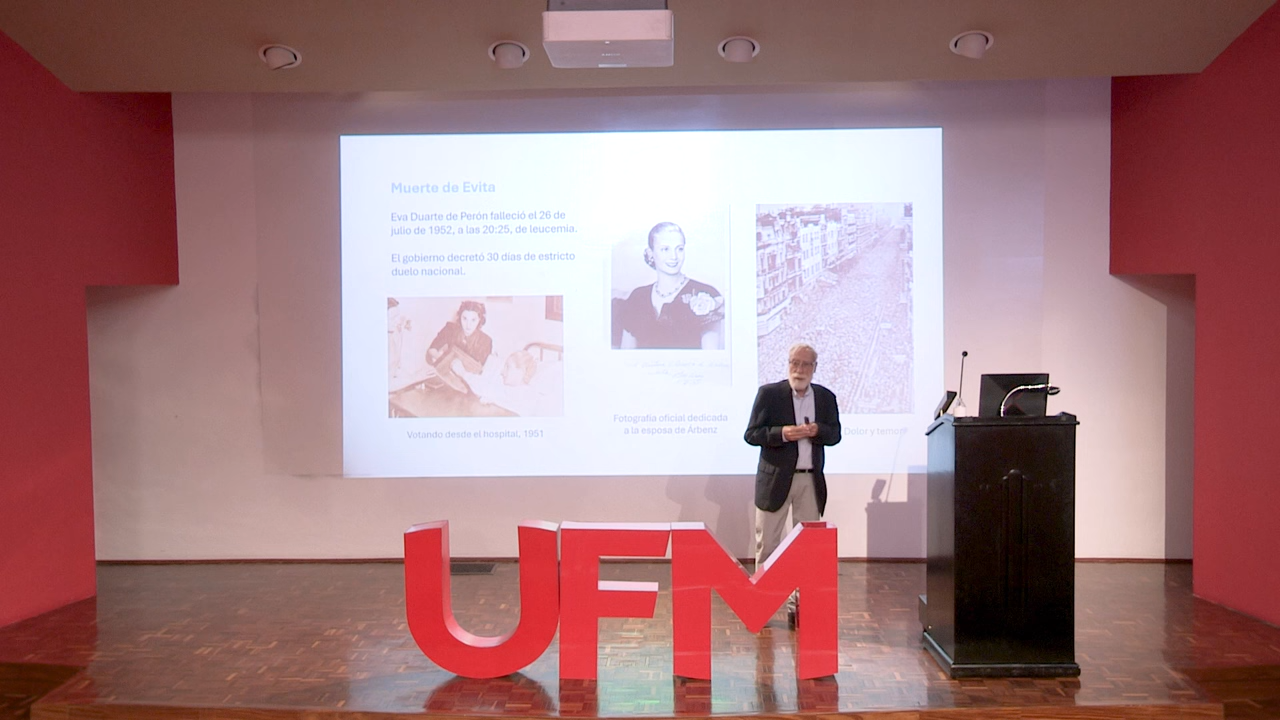 Muerte de Evita
Eva Duarte de Perón falleció el 26 de
julio de 1952, a las 20:25, de leucemia.
El gobierno decretó 30 días de estricto
duelo nacional.
Votando desde el hospital, 1951
Fotografía oficial dedicada
a la esposa de Árbenz
Dolor y
UFM